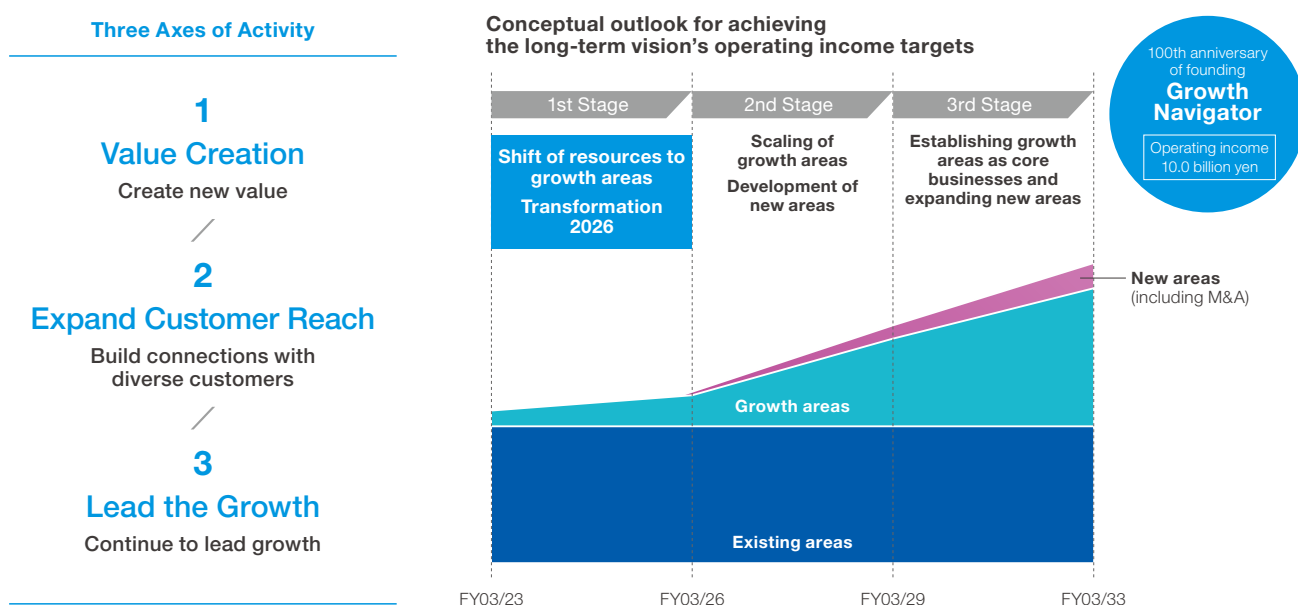 Three Axes of Activity
1
Value Creation
Create new value
2
Expand Customer Reach
Build connections with
diverse customers
3
Lead the Growth
Continue to lead growth
Conceptual outlook for achieving
the long-term vision's operating income targets
1st Stage
2nd Stage
3rd Stage
Shift of resources to
growth areas
Transformation
2026
Scaling of
growth areas
Development of
new areas
Establishing growth
areas as core
businesses and
expanding new areas
100th anniversary
of founding
Growth
Navigator
Operating income
10.0 billion yen
New areas
(including M&A)
Growth areas
Existing areas
FY03/23
FY03/26
FY03/29
FY03/33